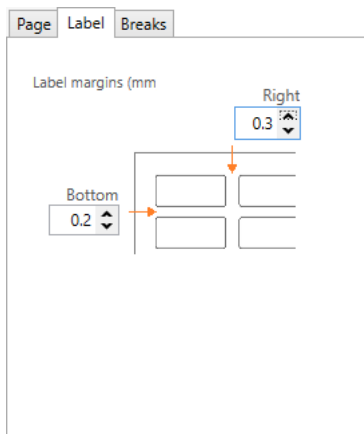 Page Label Breaks
Label margins (mm
Right
0.3
Bottom
0.2